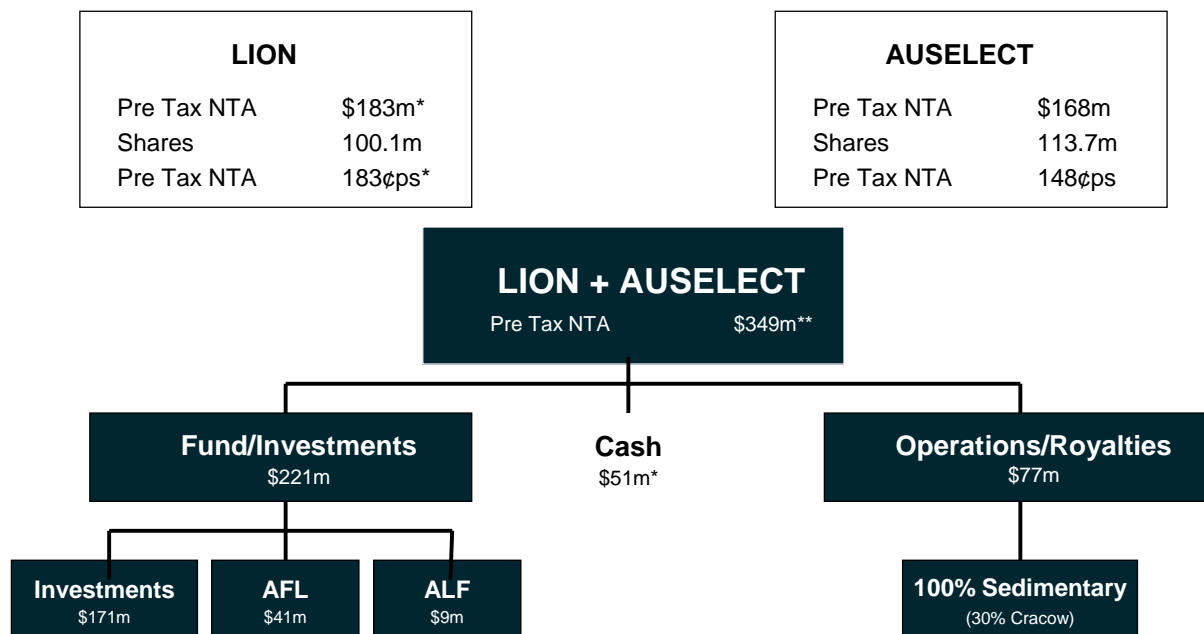 LION
Pre Tax NTA $183m*
Shares 100.1m
Pre Tax NTA 183¢ps*
AUSELECT
Pre Tax NTA $168m
Shares 113.7m
Pre Tax NTA 148¢ps
LION + AUSELECT
Pre Tax NTA $349m**
Fund/Investments
$221m
Cash
$51m*
Operations/Royalties
$77m
Investments
$171m
AFL
$41m
ALF
$9m
100% Sedimentary
(30% Cracow)